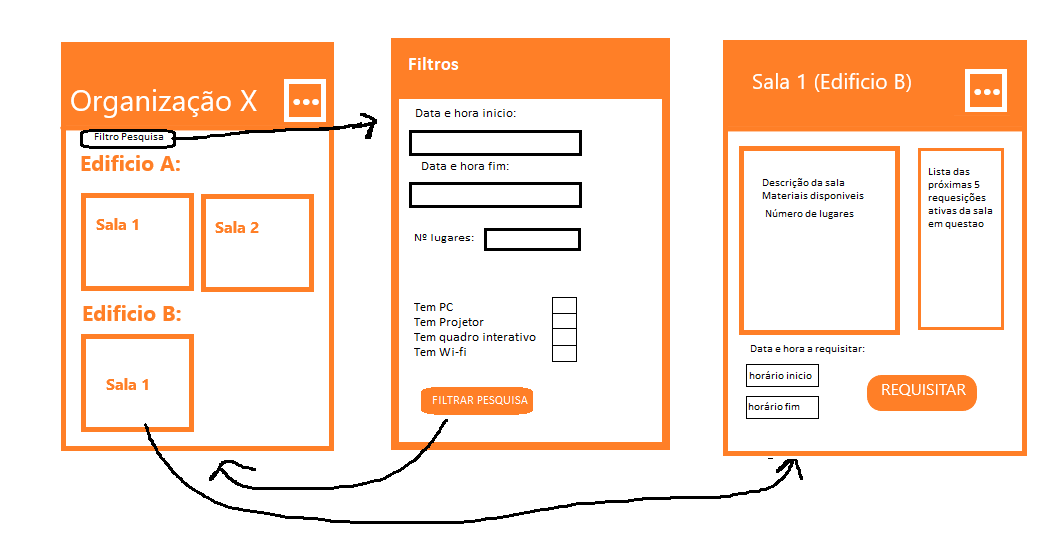 Organização X
Filtro Pesquisa
Edificio A:
Sala 1
Sala 2
Edificio B:
Sala 1
Filtros
Data e hora inicio:
Data e hora fim:
Nº lugares:
Tem PC
Tem Projetor
Tem quadro interativo
Tem Wi-fi
FILTRAR PESQUISA
Sala 1 (Edificio B)
Descrição da sala
Materiais disponiveis
Número de lugares
Lista das
próximas 5
requesições
ativas da sala
em questao
Data e hora a requisitar:
horário inicio
horário fim
REQUISITAR